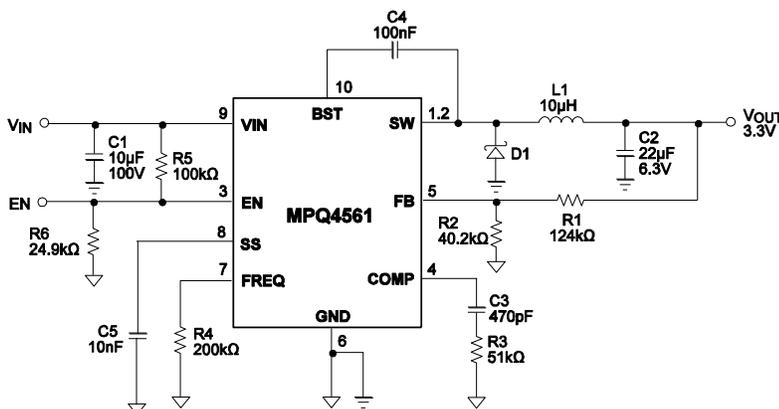 C4
100nF
10
BST
L1
10µH
VIN
9
VIN
SW
1.2
VOUT
3.3V
C1
10µF
100V
R5
100kΩ
D1
C2
22µF
6.3V
EN
3
EN
MPQ4561
FB
5
R1
124kΩ
R2
40.2kΩ
R6
24.9kΩ
8
SS
7
FREQ
COMP
4
C3
470pF
GND
6
C5
10nF
R4
200kΩ
R3
51kΩ